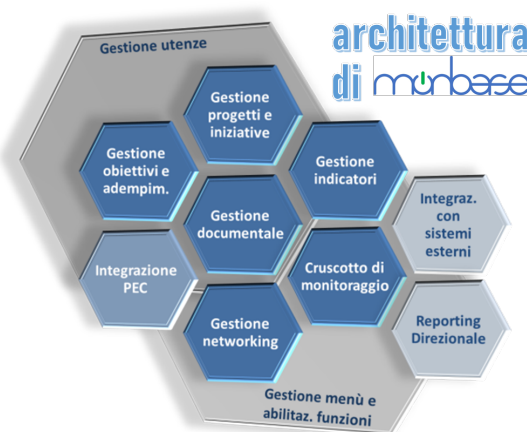 architettura
di monbase
Gestione utenze
Gestione
progetti e
iniziative
Gestione
obiettivi e
adempim.
Gestione
indicatori
Gestione
documentale
Integraz.
con
sistemi
esterni
Integrazione
PEC
Cruscotto di
monitoraggio
Gestione
networking
Reporting
Direzionale
Gestione menù e
abilitaz. funzioni